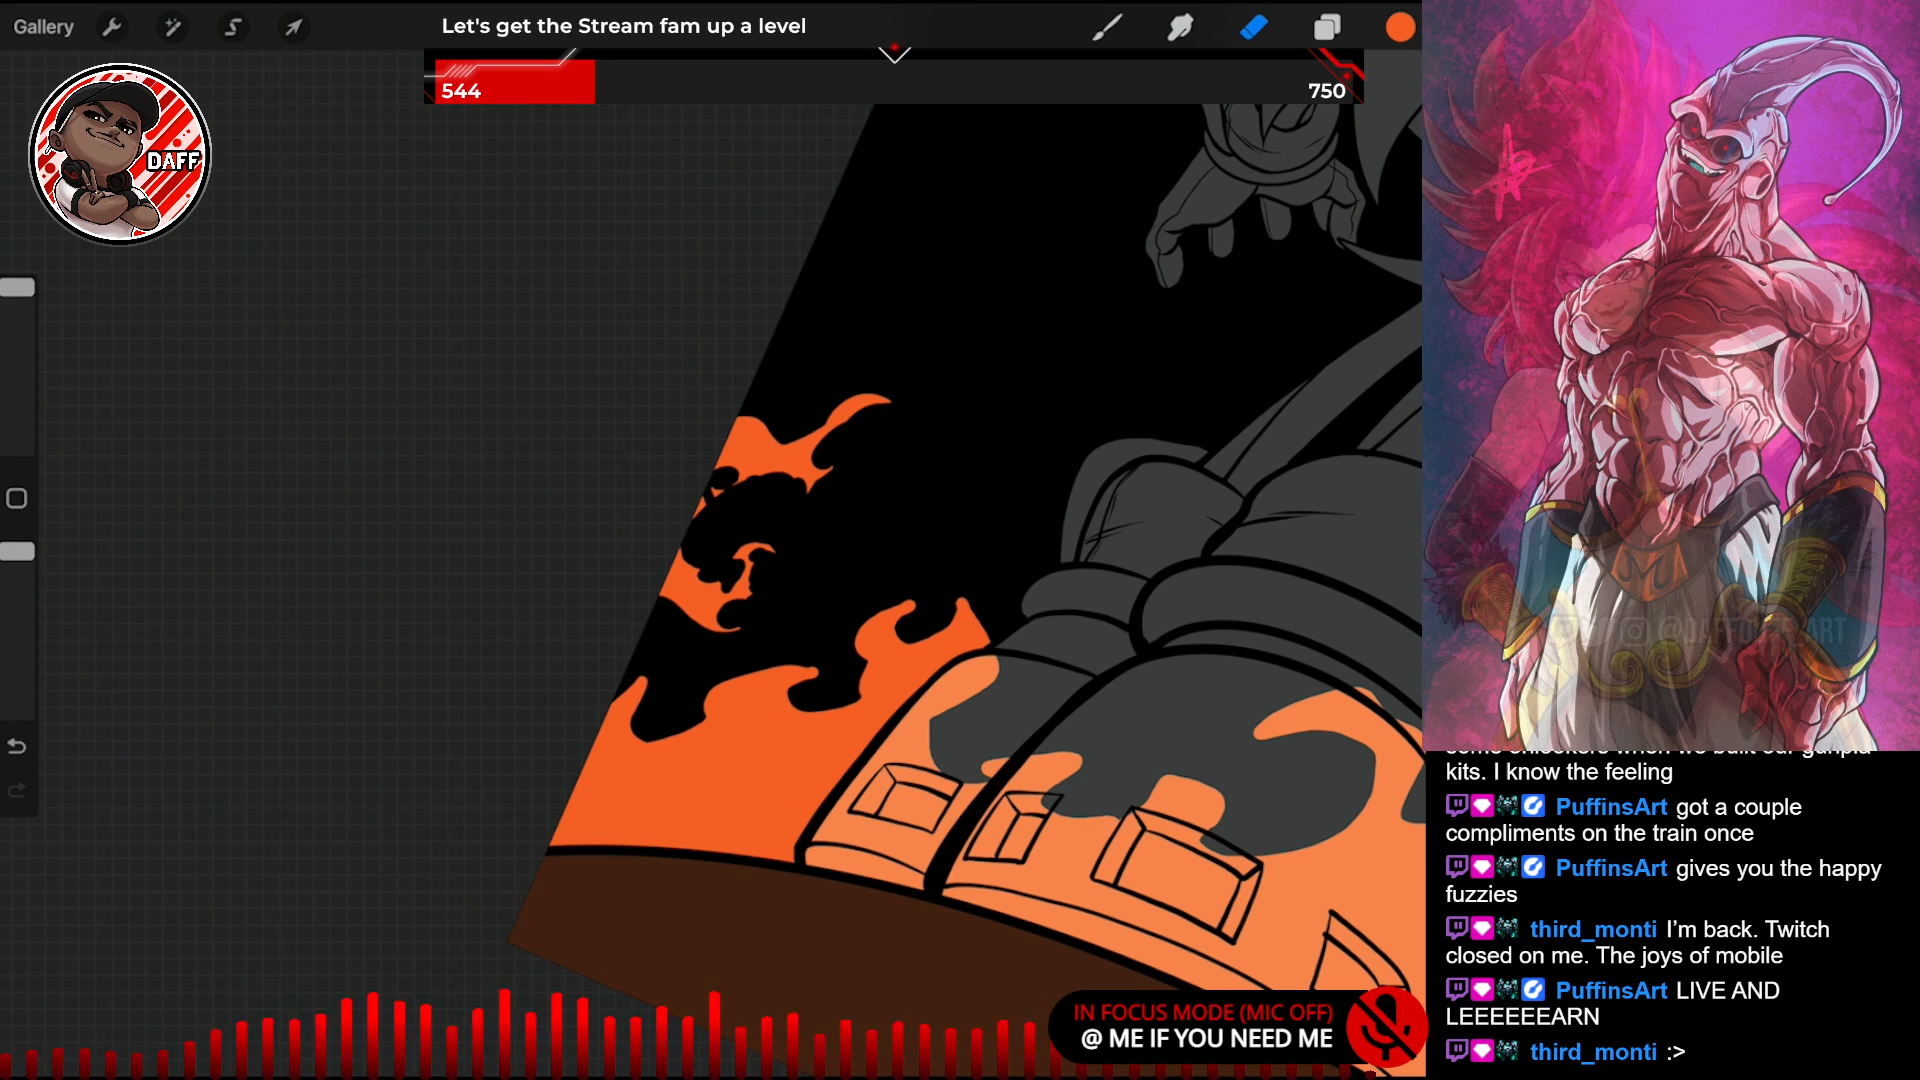 Gallery
Let's get the Stream fam up a level
544
750
DAFF
kits. I know the feeling
PuffinsArt got a couple
compliments on the train once
PuffinsArt gives you the happy
fuzzies
third_monti I’m back. Twitch
closed on me. The joys of mobile
PuffinsArt LIVE AND
LEEEEEEARN
third_monti :>
IN FOCUS MODE (MIC OFF)
@ ME IF YOU NEED ME